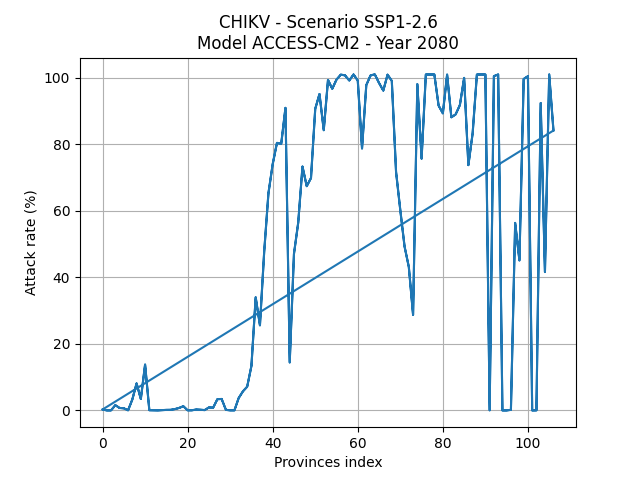 CHIKV - Scenario SSP1-2.6
Model ACCESS-CM2 - Year 2080
100
80
60
40
20
0
Attack rate (%)
0 20 40 60 80 100
Provinces index